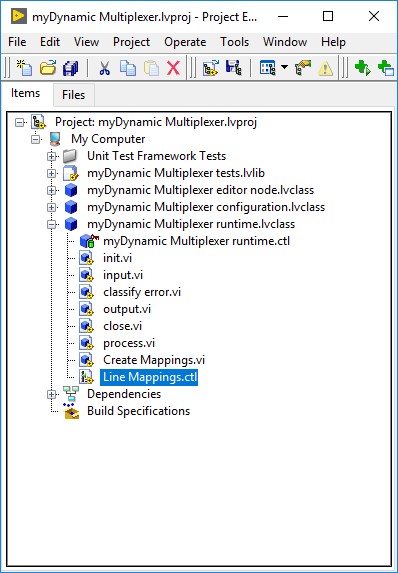 myDynamic Multiplexer.lvproj - Project E...
File Edit View Project Operate Tools Window Help
Items Files
Project: myDynamic Multiplexer.lvproj
My Computer
Unit Test Framework Tests
myDynamic Multiplexer tests.lvlib
myDynamic Multiplexer editor node.lvclass
myDynamic Multiplexer configuration.lvclass
myDynamic Multiplexer runtime.lvclass
myDynamic Multiplexer runtime.ctl
init.vi
input.vi
classify error.vi
output.vi
close.vi
process.vi
Create Mappings.vi
Line Mappings.ctl
Dependencies
Build Specifications